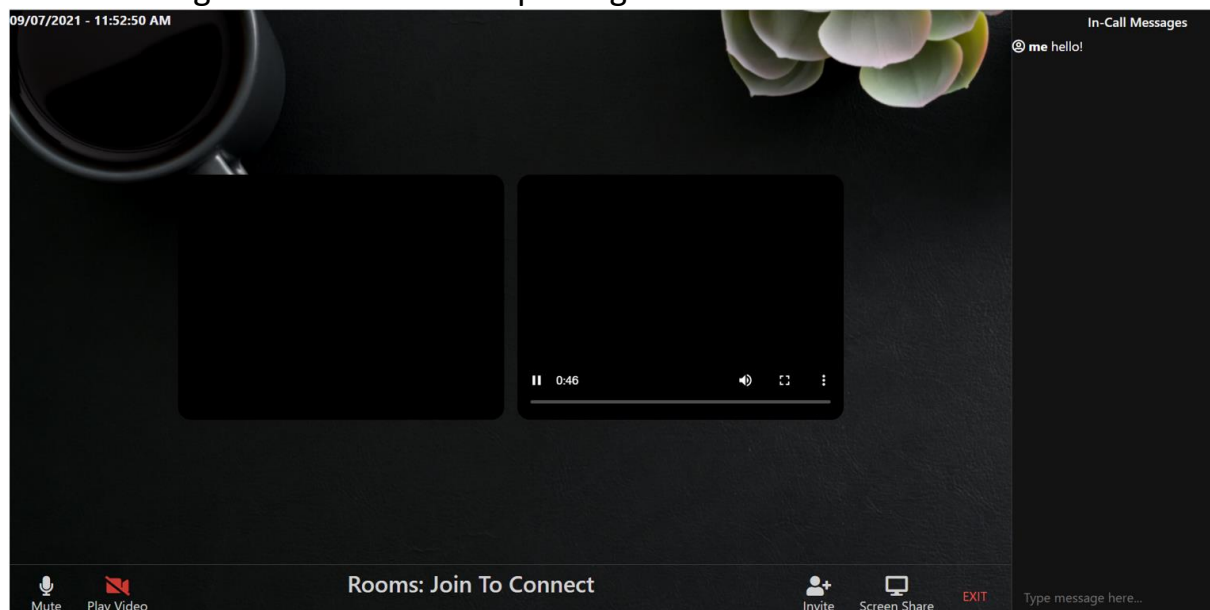 09/07/2021 - 11:52:50 AM
In-Call Messages
me hello!
0:46
Rooms: Join To Connect
Mute
Play Video
Invite
Screen Share
EXIT
Type message here...